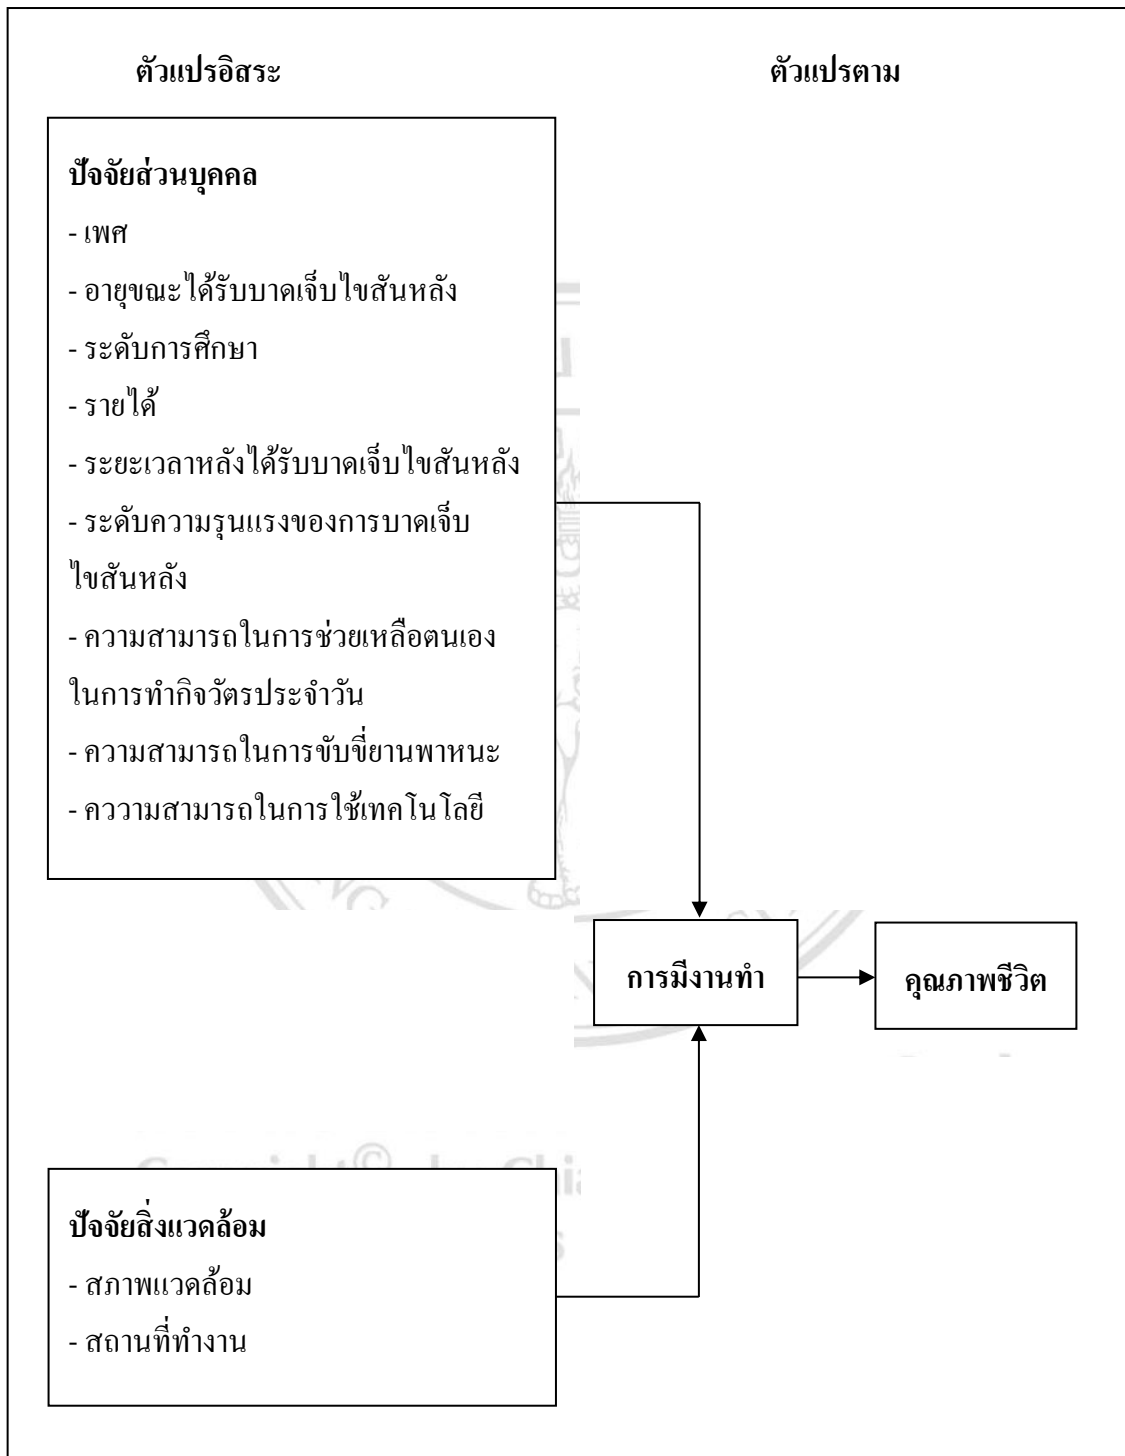 ตัวแปรอิสระ
ตัวแปรตาม
ปัจจัยส่วนบุคคล
- เพศ
- อายุขณะได้รับบาดเจ็บไขสันหลัง
- ระดับการศึกษา
- รายได้
- ระยะเวลาหลังได้รับบาดเจ็บไขสันหลัง
- ระดับความรุนแรงของการบาดเจ็บ
ไขสันหลัง
- ความสามารถในการช่วยเหลือตนเอง
ในการทำกิจวัตรประจำวัน
- ความสามารถในการขับขี่ยานพาหนะ
- คววามสามารถในการใช้เทคโนโลยี
การมีงานทำ
คุณภาพชีวิต
ปัจจัยสิ่งแวดล้อม
- สภาพแวดล้อม
- สถานที่ทำงาน